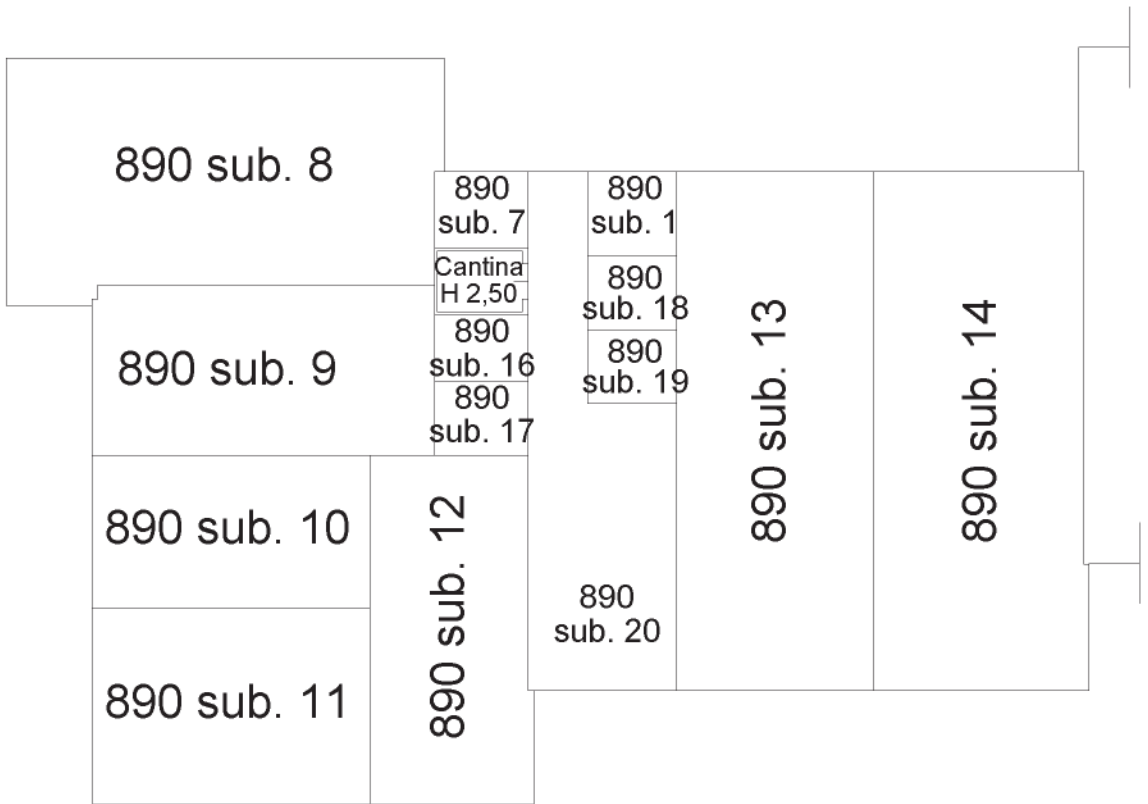 890 sub. 8
890
sub. 7
890
sub. 1
Cantina
H 2,50
890
sub. 18
890
sub. 16
890
sub. 19
890 sub. 9
890
sub. 17
890 sub. 13
890 sub. 14
890 sub. 10
890 sub. 12
890
sub. 20
890 sub. 11